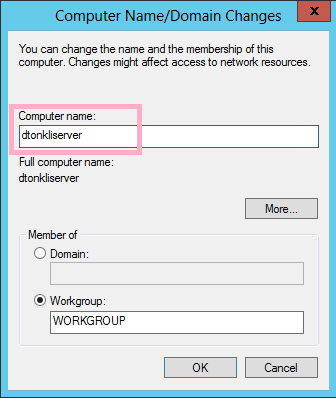 Computer Name/Domain Changes
You can change the name and the membership of this
computer. Changes might affect access to network resources.
Computer name:
dtonkliserver
Full computer name:
dtonkliserver
More...
Member of
Domain:
Workgroup:
WORKGROUP
OK Cancel